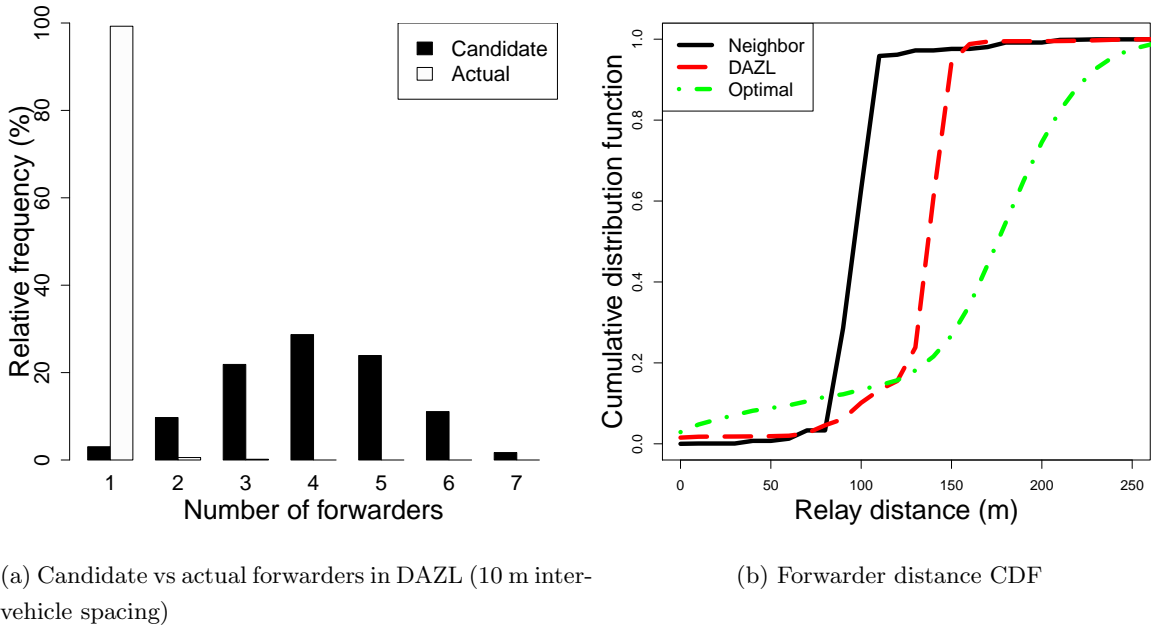 Candidate
Actual
Relative frequency (%)
0
20
40
60
80
100
1 2 3 4 5 6 7
Number of forwarders
Neighbor
DAZL
Optimal
Cumulative distribution function
0.0
0.2
0.4
0.6
0.8
1.0
0 50 100 150 200 250
Relay distance (m)
(a) Candidate vs actual forwarders in DAZL (10 m inter-
vehicle spacing)
(b) Forwarder distance CDF